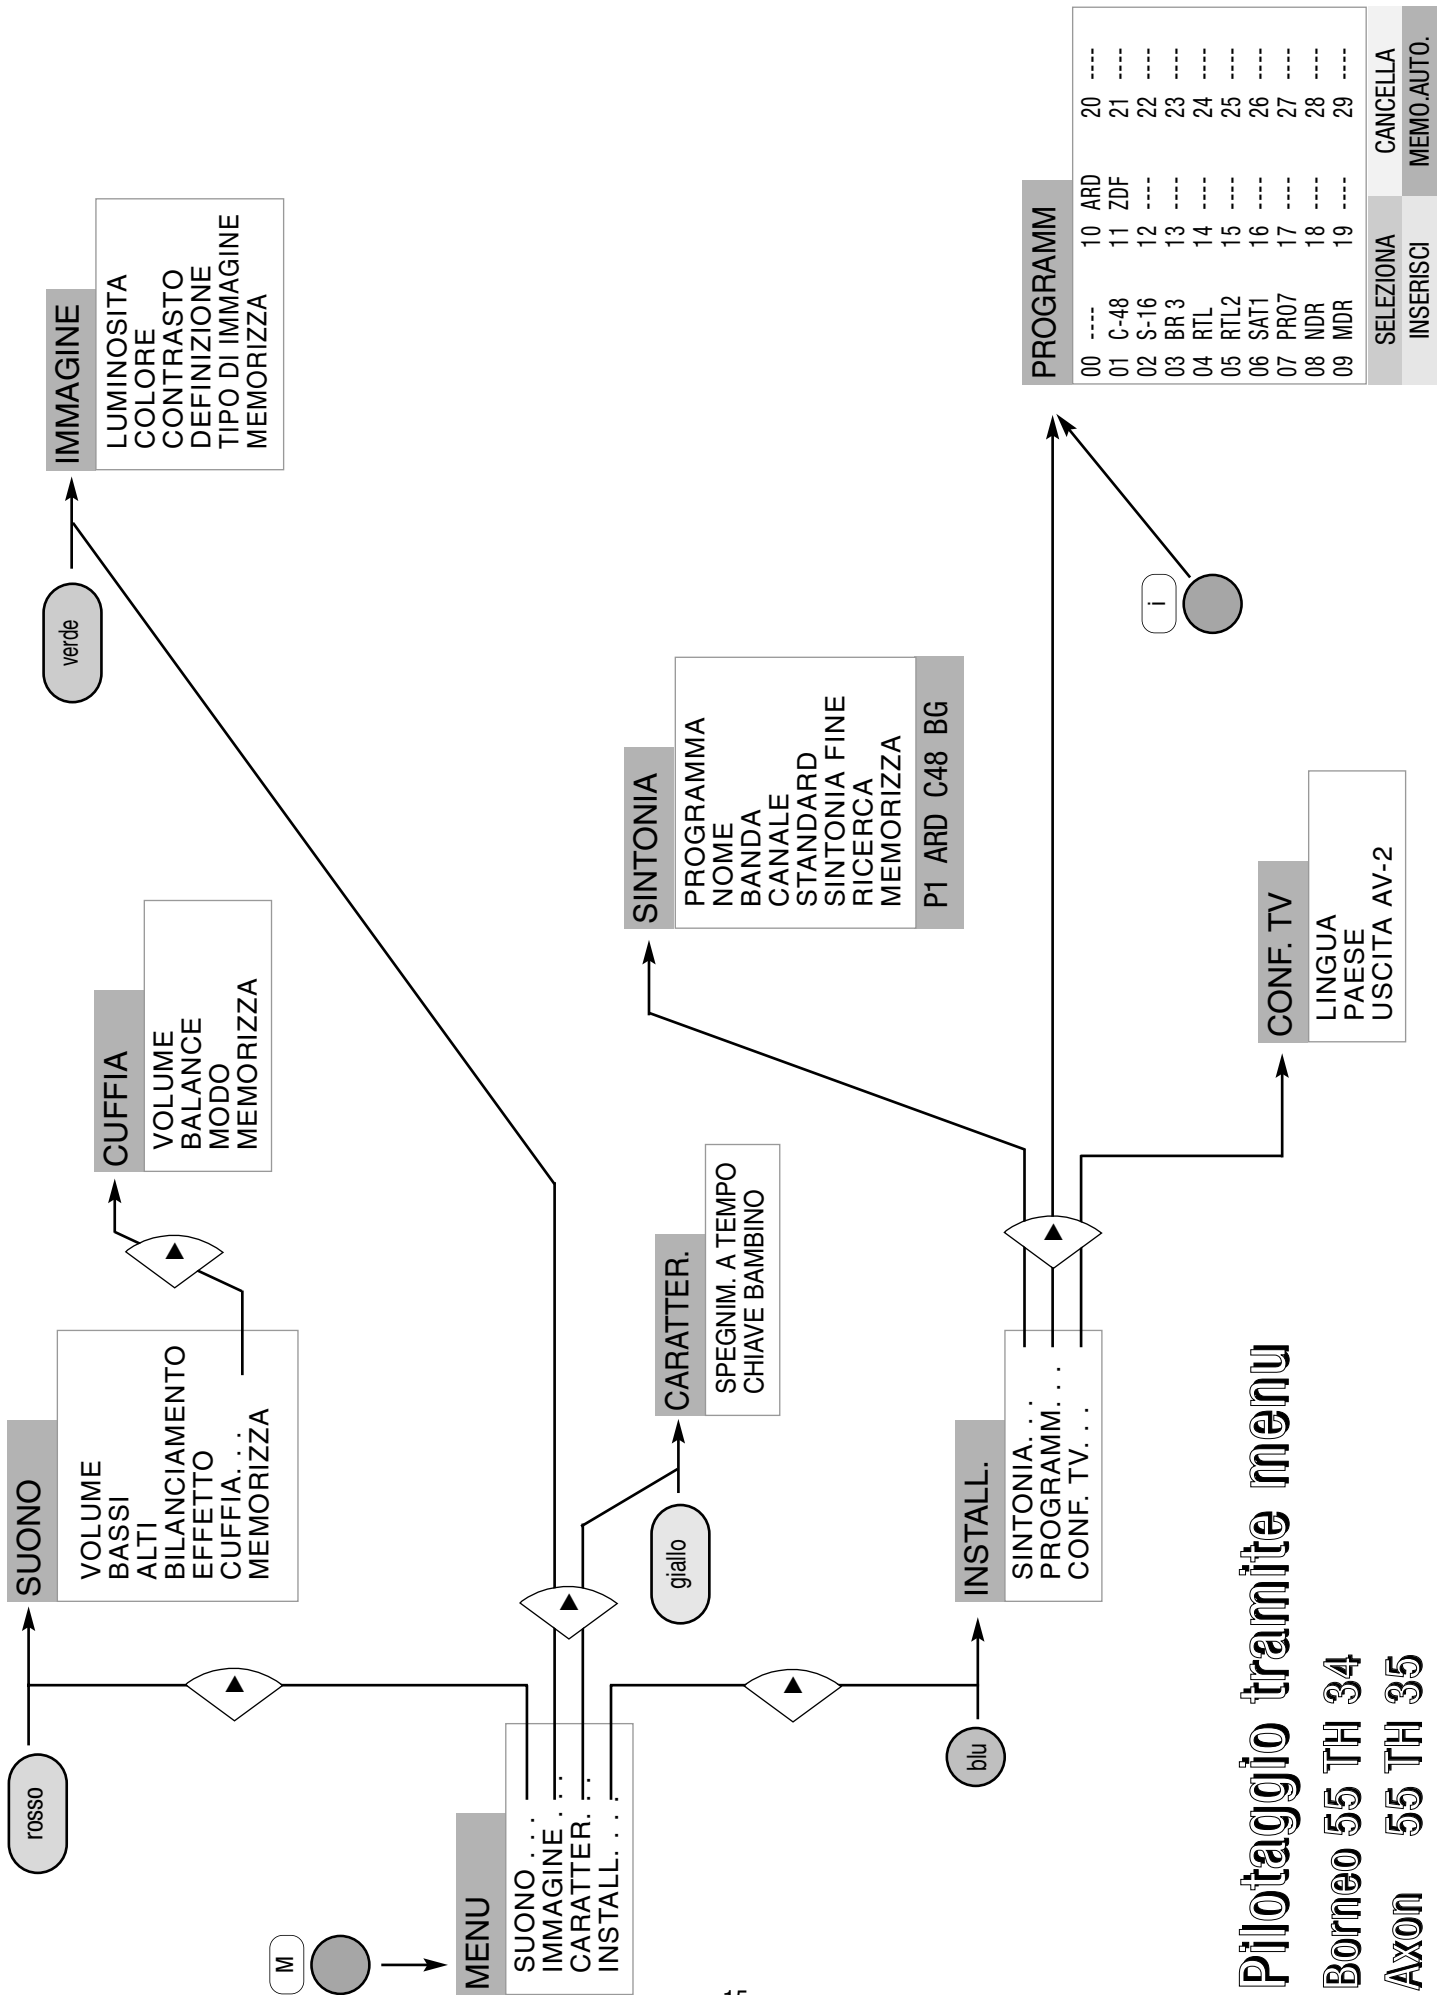 M
MENU
SUONO . . . .
IMMAGINE . . .
CARATTER. . .
INSTALL. . . .
rosso
SUONO
VOLUME
BASSI
ALTI
BILANCIAMENTO
EFFETTO
CUFFIA. . .
MEMORIZZA
CUFFIA
VOLUME
BALANCE
MODO
MEMORIZZA
verde
IMMAGINE
LUMINOSITA
COLORE
CONTRASTO
DEFINIZIONE
TIPO DI IMMAGINE
MEMORIZZA
giallo
CARATTER.
SPEGNIM. A TEMPO
CHIAVE BAMBINO
blu
INSTALL.
SINTONIA. . .
PROGRAMM. . .
CONF. TV. . .
SINTONIA
PROGRAMMA
NOME
BANDA
CANALE
STANDARD
SINTONIA FINE
RICERCA
MEMORIZZA
P1 ARD C48 BG
CONF. TV
LINGUA
PAESE
USCITA AV-2
i
PROGRAMM
00 ---- 10 ARD 20 ----
01 C-48 11 ZDF 21 ----
02 S-16 12 ---- 22 ----
03 BR 3 13 ---- 23 ----
04 RTL 14 ---- 24 ----
05 RTL2 15 ---- 25 ----
06 SAT1 16 ---- 26 ----
07 PRO7 17 ---- 27 ----
08 NDR 18 ---- 28 ----
09 MDR 19 ---- 29 ----
SELEZIONA CANCELLA
INSERISCI MEMO.AUTO.
Pilotaggio tramite menu
Borneo 55 TH 34
Axon 55 TH 35
15